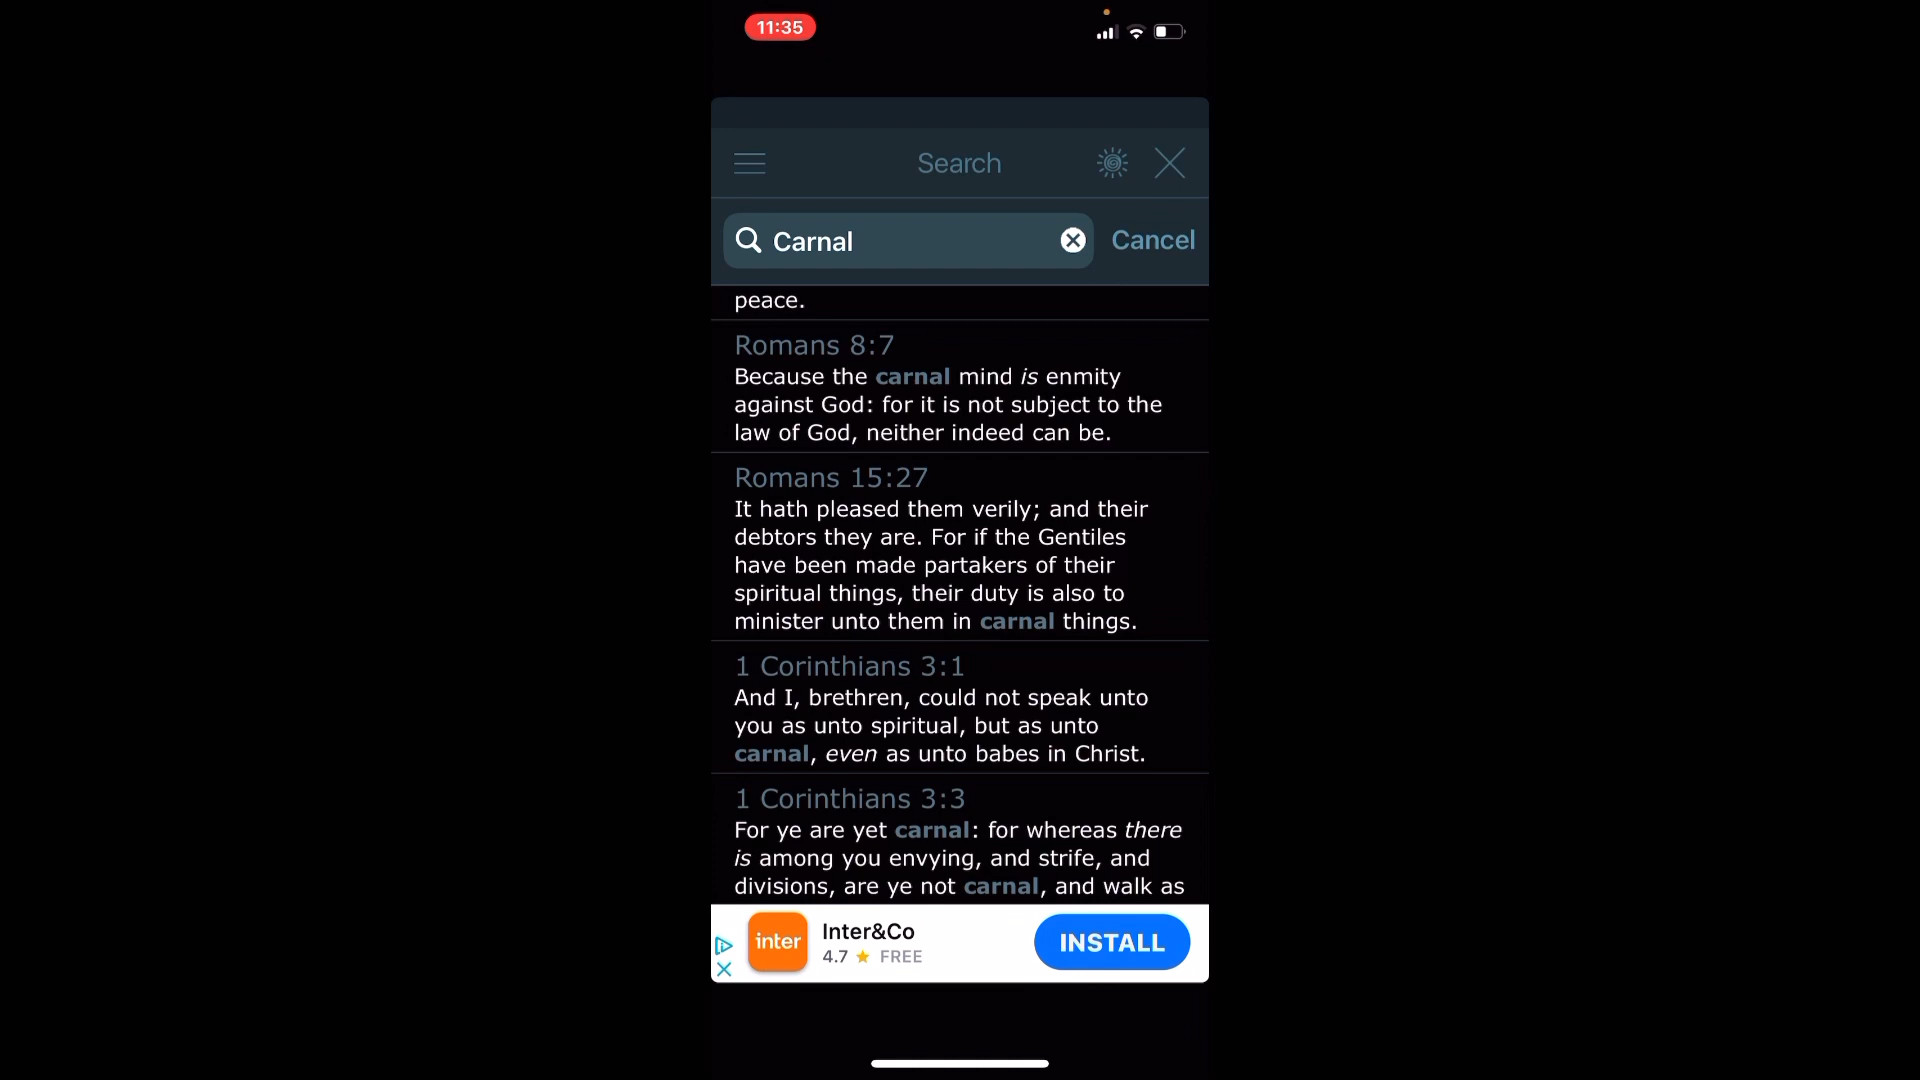 11:35
Search
Carnal
Cancel
peace.
Romans 8:7
Because the carnal mind is enmity
against God: for it is not subject to the
law of God, neither indeed can be.
Romans 15:27
It hath pleased them verily; and their
debtors they are. For if the Gentiles
have been made partakers of their
spiritual things, their duty is also to
minister unto them in carnal things.
1 Corinthians 3:1
And I, brethren, could not speak unto
you as unto spiritual, but as unto
carnal, even as unto babes in Christ.
1 Corinthians 3:3
For ye are yet carnal: for whereas there
is among you envying, and strife, and
divisions, are ye not carnal, and walk as
inter
Inter&Co
4.7 ★ FREE
INSTALL